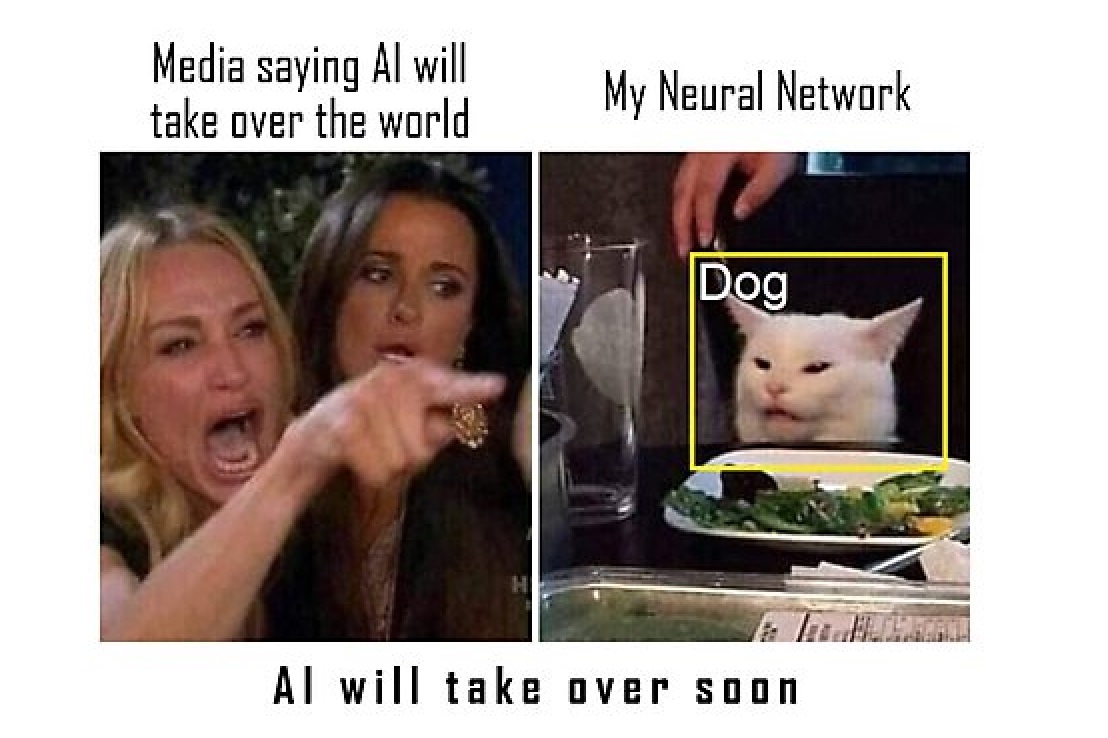 Media saying AI will
take over the world
My Neural Network
Dog
AI will take over soon